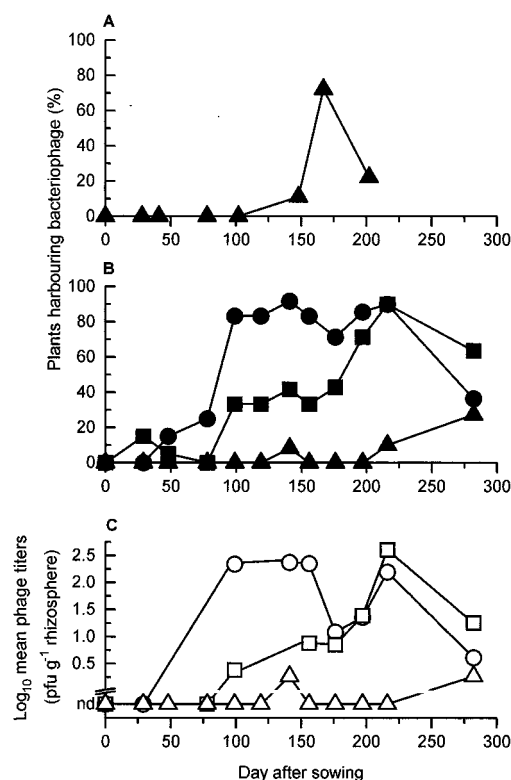 A
100
80
60
40
20
0
0 50 100 150 200 250 300
B
100
80
60
40
20
0
0 50 100 150 200 250 300
Plants harbouring bacteriophage (%)
C
2.5
2.0
1.5
1.0
0.5
nd
0 50 100 150 200 250 300
Log10 mean phage titers
(pfu g-1 rhizosphere)
Day after sowing